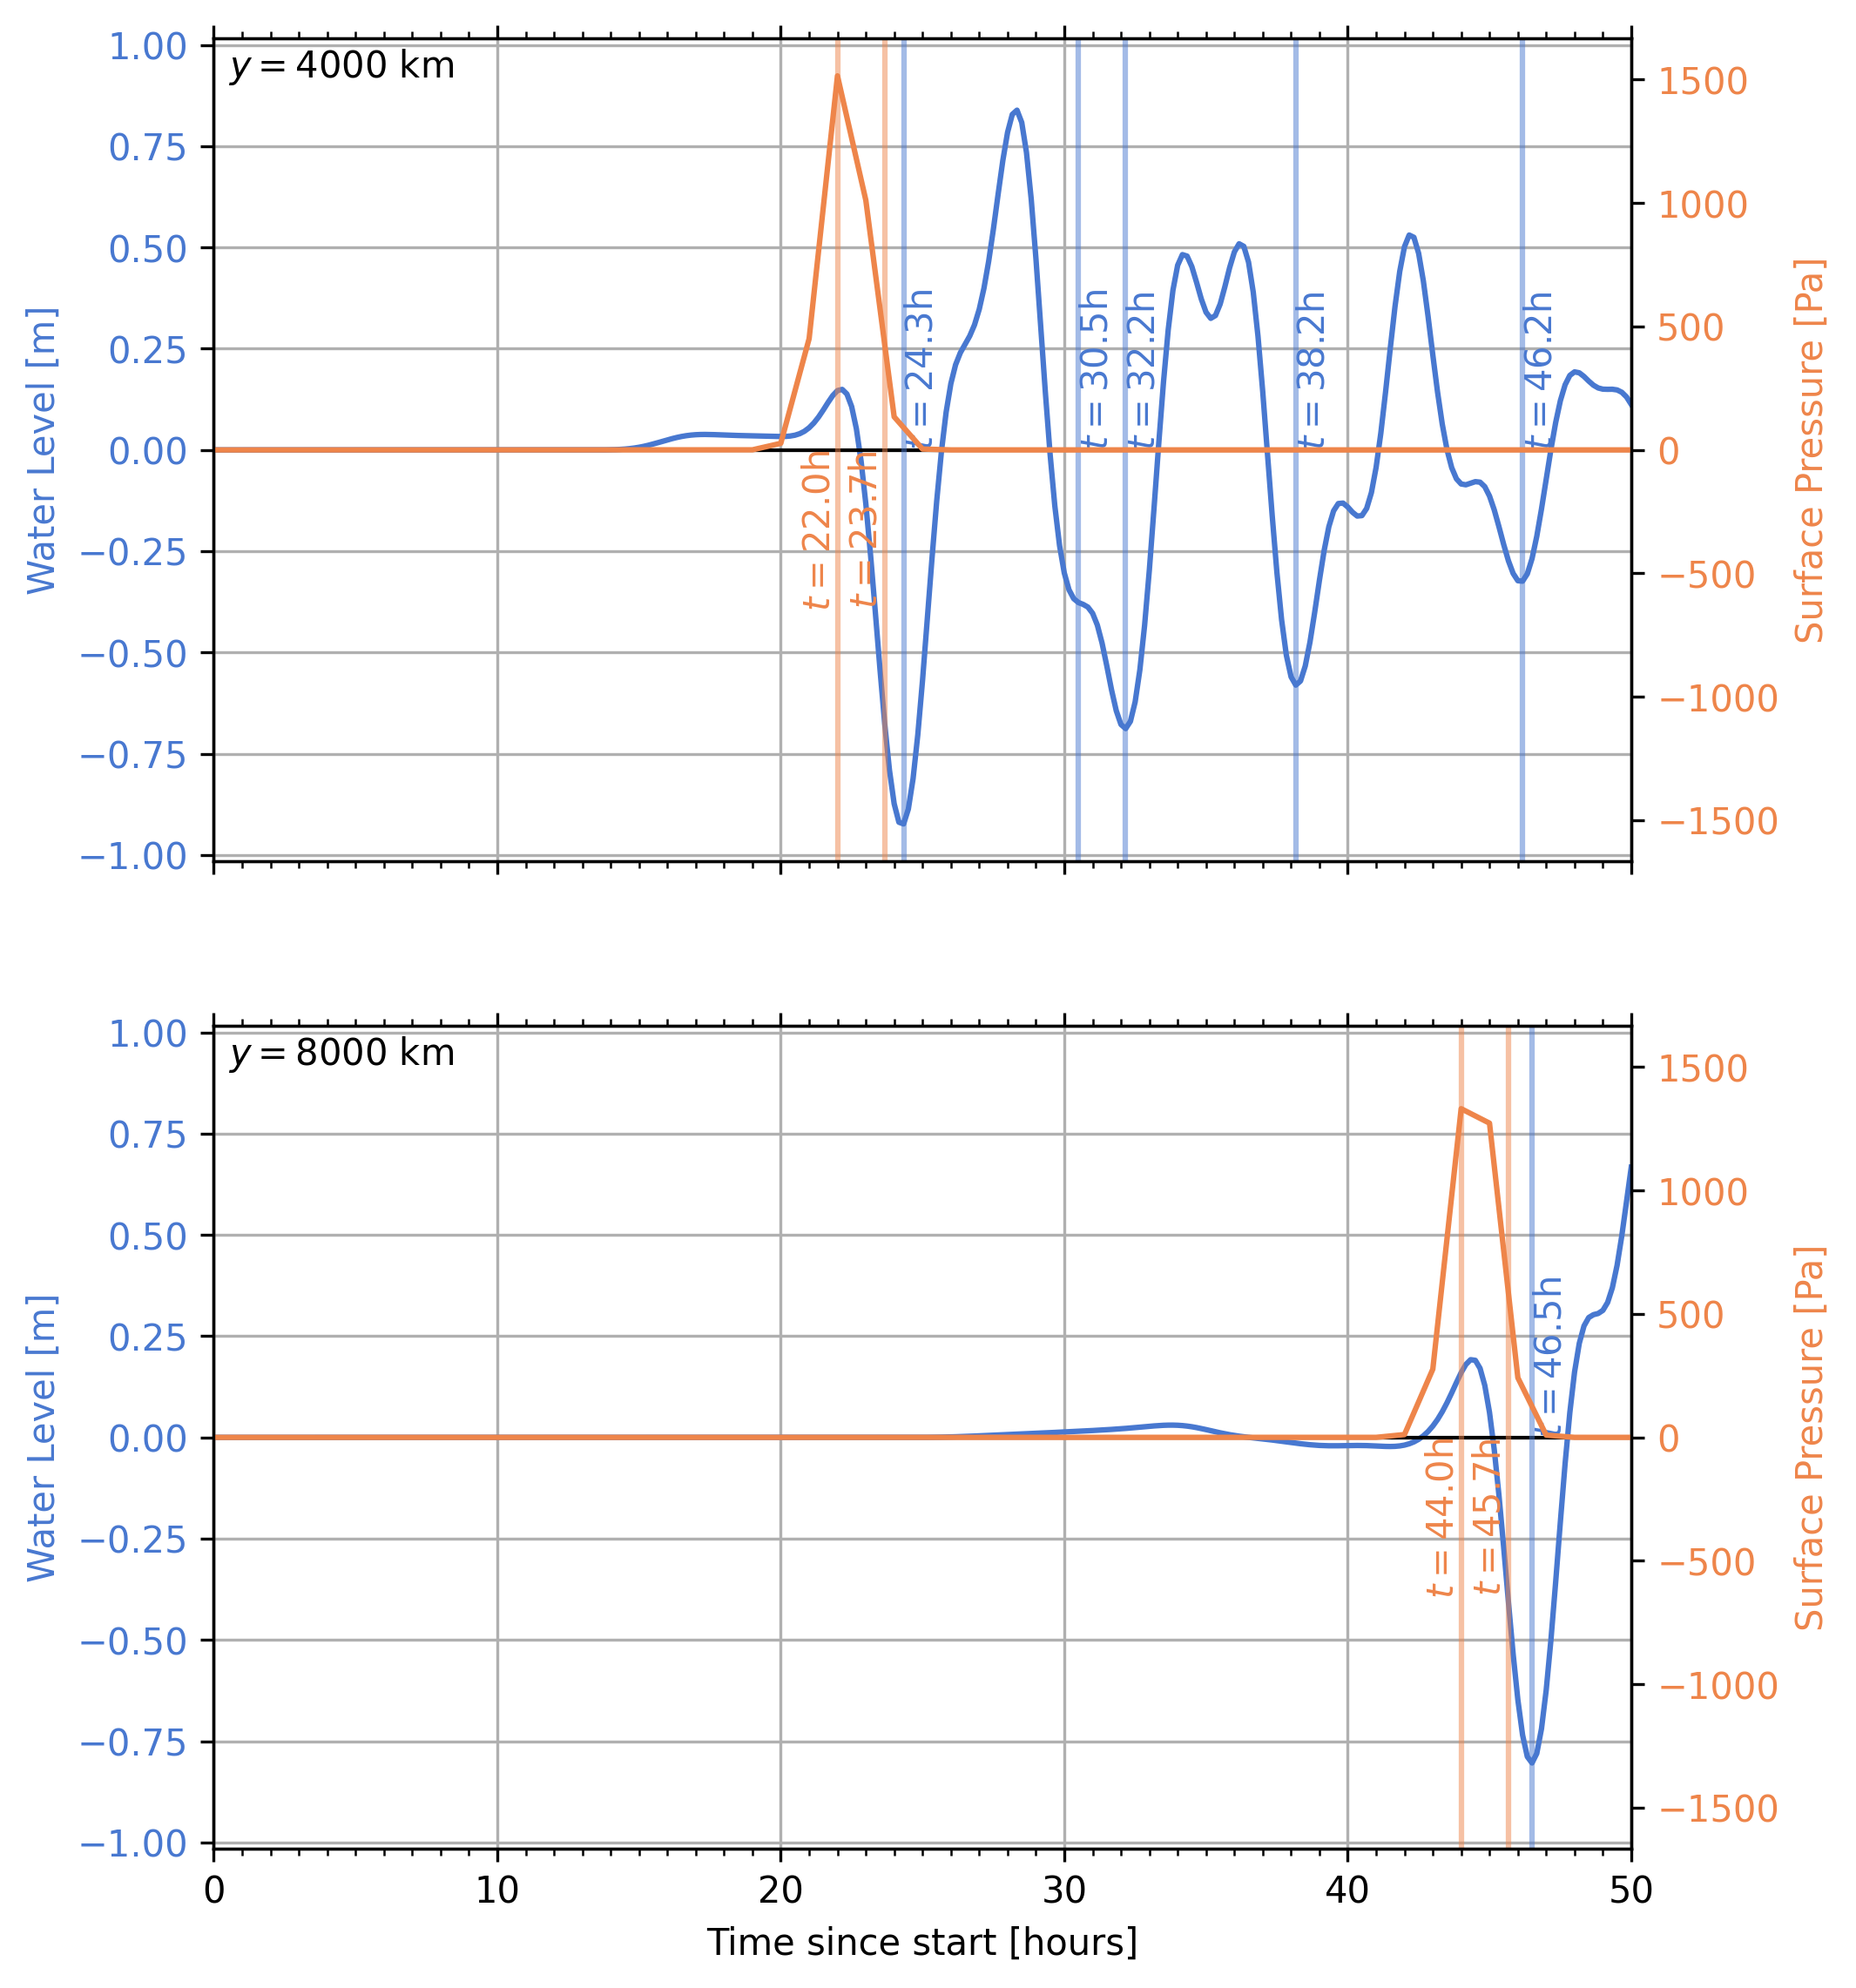 y = 4000 km
1.00
0.75
0.50
0.25
0.00
−0.25
−0.50
−0.75
−1.00
Water Level [m]
t = 22.0h
t = 23.7h
t = 24.3h
t = 30.5h
t = 32.2h
t = 38.2h
t = 46.2h
1500
1000
500
0
−500
−1000
−1500
Surface Pressure [Pa]
y = 8000 km
1.00
0.75
0.50
0.25
0.00
−0.25
−0.50
−0.75
−1.00
Water Level [m]
t = 44.0h
t = 45.7h
t = 46.5h
1500
1000
500
0
−500
−1000
−1500
Surface Pressure [Pa]
0 10 20 30 40 50
Time since start [hours]